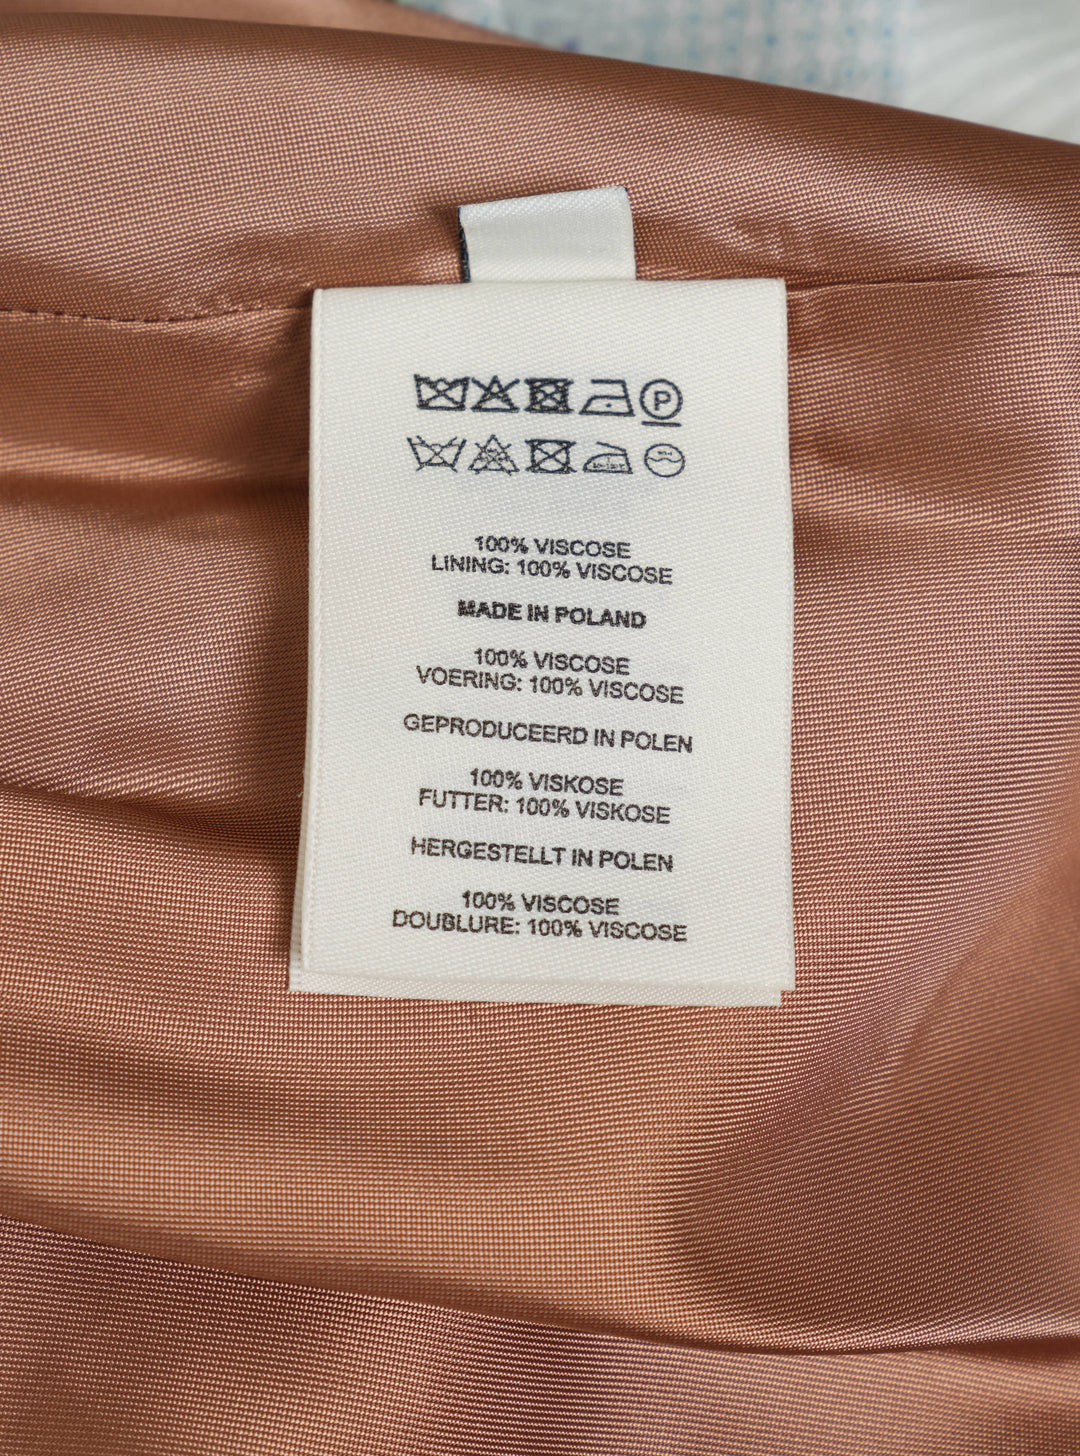 P
100% VISCOSE
LINING: 100% VISCOSE
MADE IN POLAND
100% VISCOSE
VOERING: 100% VISCOSE
GEPRODUCEERD IN POLEN
100% VISKOSE
FUTTER: 100% VISKOSE
HERGESTELLT IN POLEN
100% VISCOSE
DOUBLURE: 100% VISCOSE